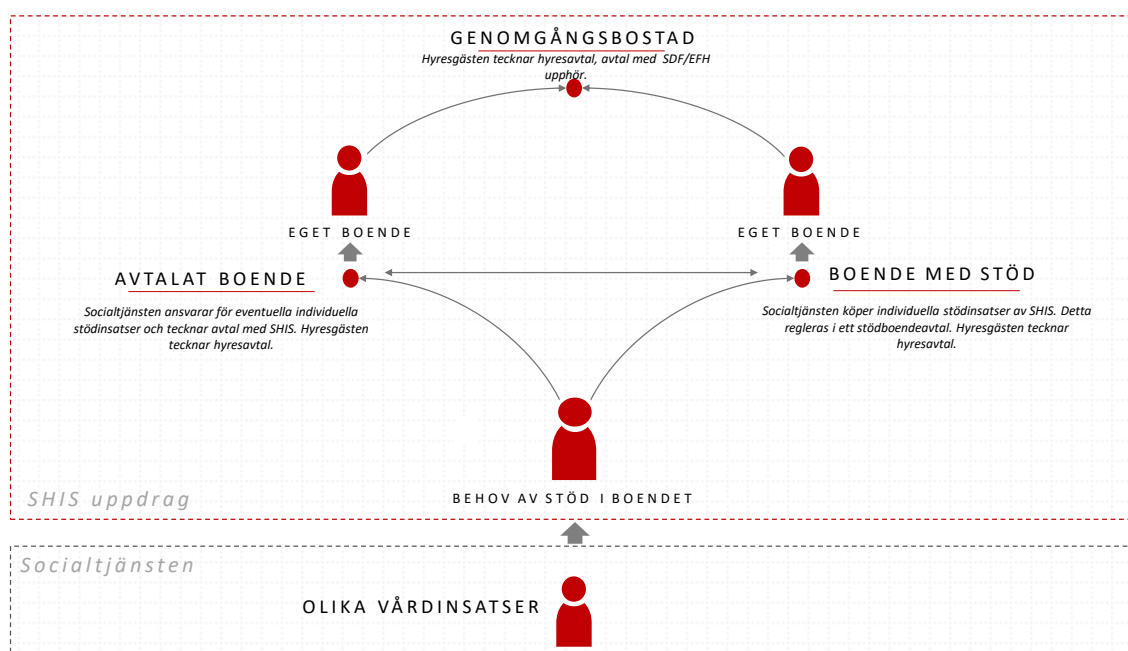 GENOMGÅNGSBOSTAD
Hyresgästen tecknar hyresavtal, avtal med SDF/EFH
upphör.
EGET BOENDE
EGET BOENDE
AVTALAT BOENDE
Socialtjänsten ansvarar för eventuella individuella
stödinsatser och tecknar avtal med SHIS. Hyresgästen
tecknar hyresavtal.
BOENDE MED STÖD
Socialtjänsten köper individuella stödinsatser av SHIS. Detta
regleras i ett stödboendeavtal. Hyresgästen tecknar
hyresavtal.
SHIS uppdrag
BEHOV AV STÖD I BOENDET
Socialtjänsten
OLIKA VÅRDINSATSER